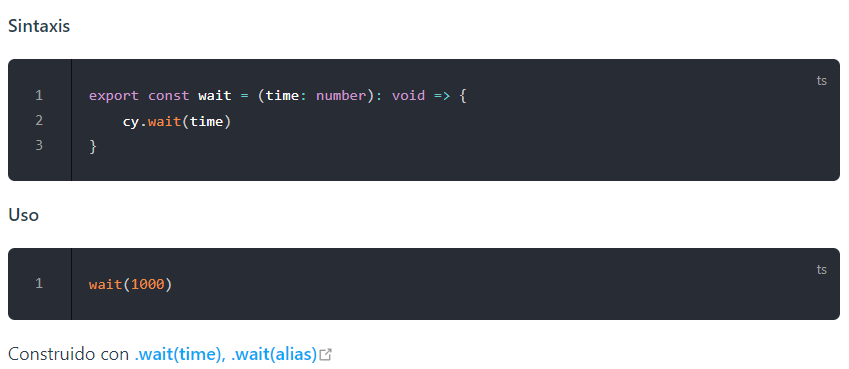 Sintaxis
ts
1 export const wait = (time: number): void => {
2 cy.wait(time)
3 }
Uso
ts
1 wait(1000)
Construido con .wait(time), .wait(alias)